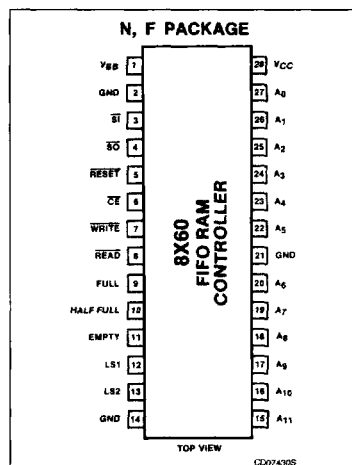 N, F PACKAGE
VBB 1 28 VCC
GND 2 27 A0
SI 3 26 A1
SO 4 25 A2
RESET 5 24 A3
CE 6 23 A4
WRITE 7 22 A5
READ 8 21 GND
FULL 9 20 A6
HALF FULL 10 19 A7
EMPTY 11 18 A8
LS1 12 17 A9
LS2 13 16 A10
GND 14 15 A11
8X60
FIFO RAM
CONTROLLER
TOP VIEW
CD07430S